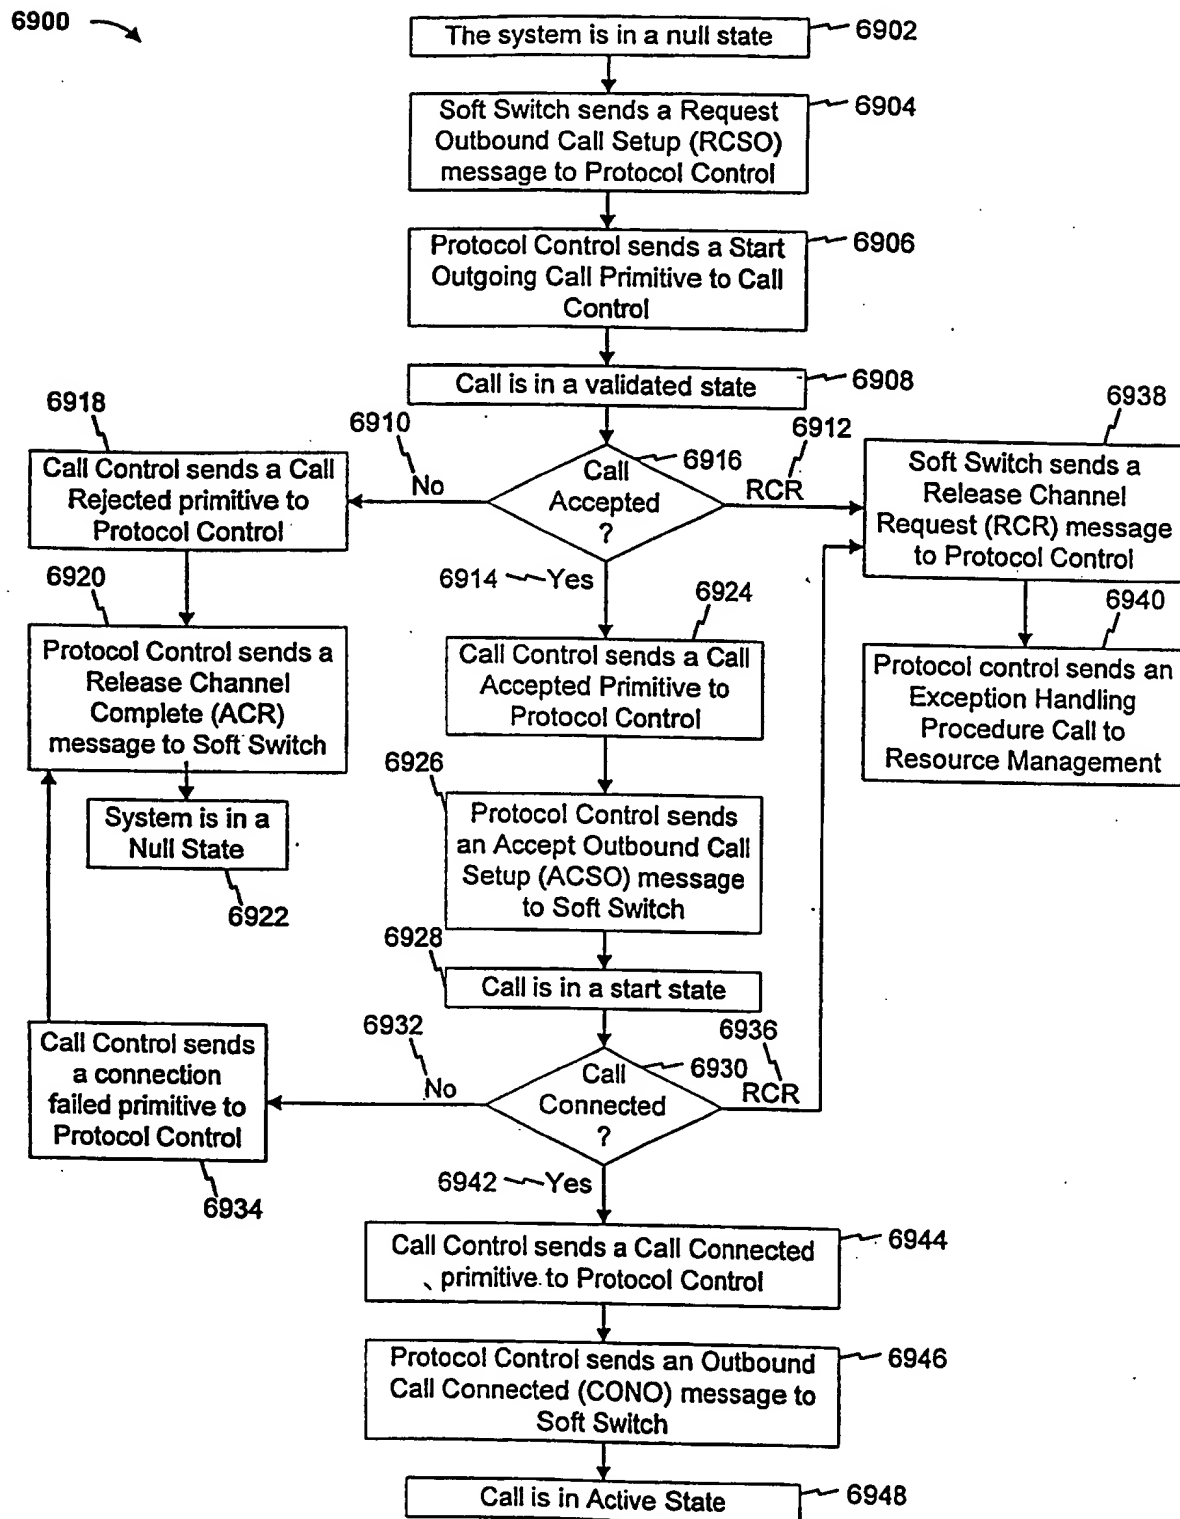 6900
The system is in a null state
6902
Soft Switch sends a Request
Outbound Call Setup (RCSO)
message to Protocol Control
6904
Protocol Control sends a Start
Outgoing Call Primitive to Call
Control
6906
Call is in a validated state
6908
6918
6910
6912
6938
Call Control sends a Call
Rejected primitive to
Protocol Control
No
Call
Accepted
?
6916
RCR
Soft Switch sends a
Release Channel
Request (RCR) message
to Protocol Control
6920
6914
Yes
6924
6940
Protocol Control sends a
Release Channel
Complete (ACR)
message to Soft Switch
Call Control sends a Call
Accepted Primitive to
Protocol Control
Protocol control sends an
Exception Handling
Procedure Call to
Resource Management
6926
System is in a
Null State
6922
Protocol Control sends
an Accept Outbound Call
Setup (ACSO) message
to Soft Switch
6928
Call is in a start state
6932
6936
Call Control sends
a connection
failed primitive to
Protocol Control
No
Call
Connected
?
6930
RCR
6934
6942
Yes
Call Control sends a Call Connected
primitive to Protocol Control
6944
Protocol Control sends an Outbound
Call Connected (CONO) message to
Soft Switch
6946
Call is in Active State
6948